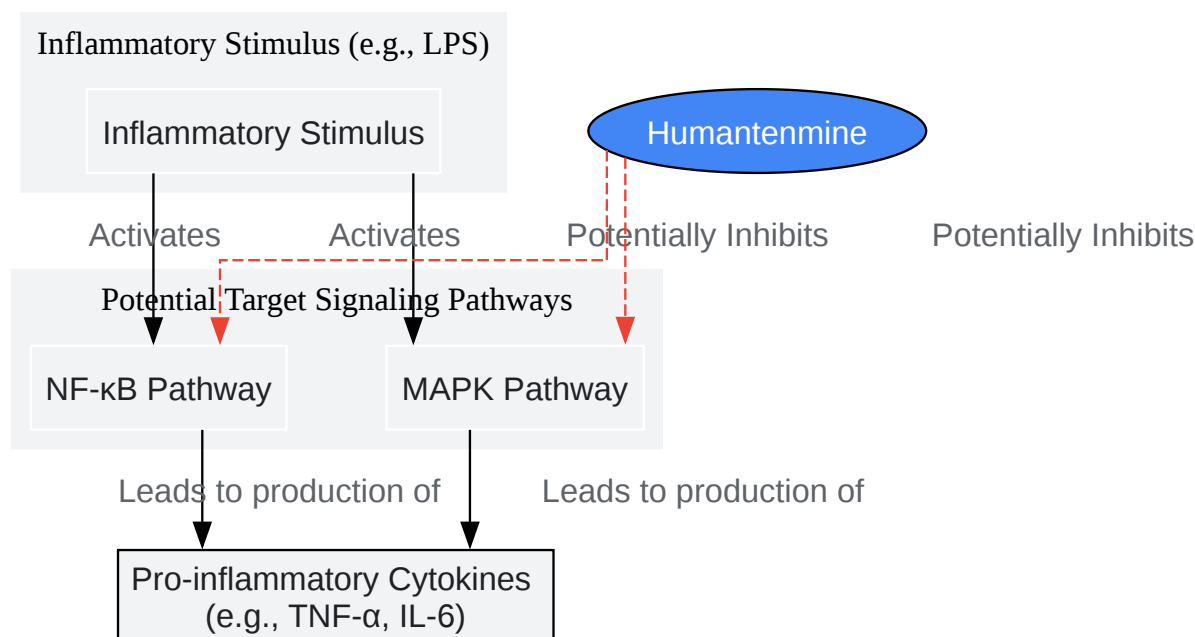 Inflammatory Stimulus (e.g., LPS)
Inflammatory Stimulus
Humantenmine
Activates
Activates
Potentially Inhibits
Potentially Inhibits
Potential Target Signaling Pathways
NF-κB Pathway
MAPK Pathway
Leads to production of
Leads to production of
Pro-inflammatory Cytokines
(e.g., TNF-α, IL-6)